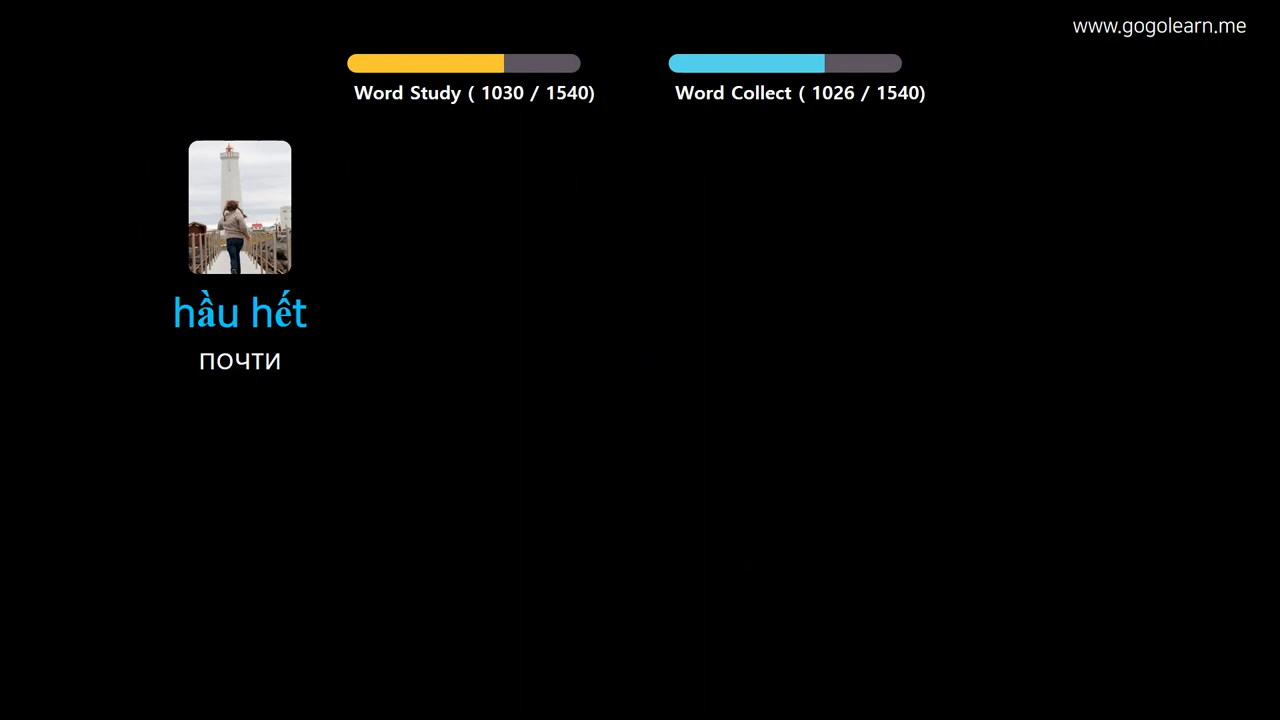 www.gogolearn.me
Word Study ( 1030 / 1540)
Word Collect ( 1026 / 1540)
hầu hết
почти